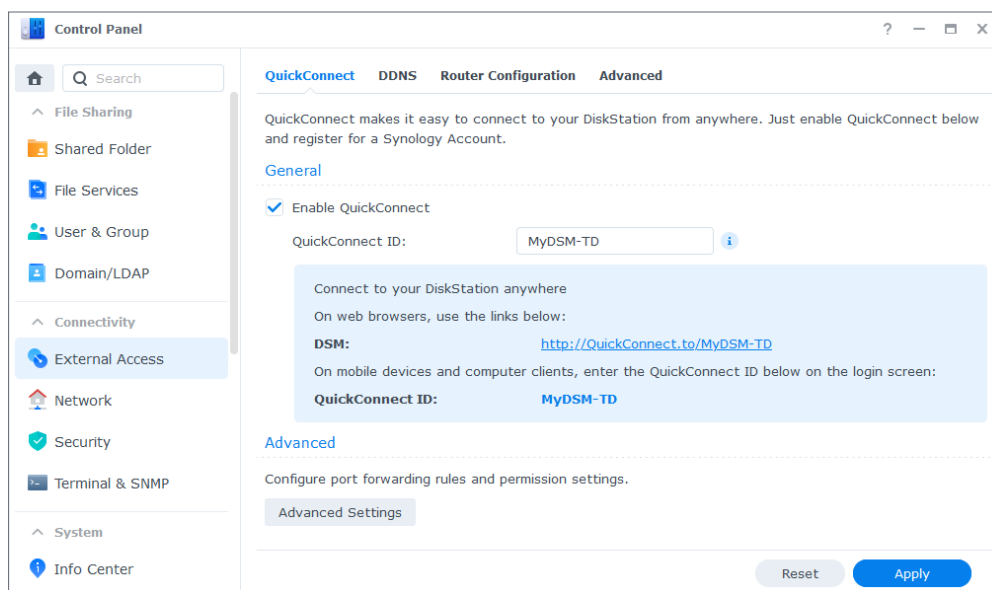 Control Panel
?
Search
File Sharing
Shared Folder
File Services
User & Group
Domain/LDAP
Connectivity
External Access
Network
Security
Terminal & SNMP
System
Info Center
QuickConnect DDNS Router Configuration Advanced
QuickConnect makes it easy to connect to your DiskStation from anywhere. Just enable QuickConnect below
and register for a Synology Account.
General
Enable QuickConnect
QuickConnect ID: MyDSM-TD i
Connect to your DiskStation anywhere
On web browsers, use the links below:
DSM: http://QuickConnect.to/MyDSM-TD
On mobile devices and computer clients, enter the QuickConnect ID below on the login screen:
QuickConnect ID: MyDSM-TD
Advanced
Configure port forwarding rules and permission settings.
Advanced Settings
Reset Apply